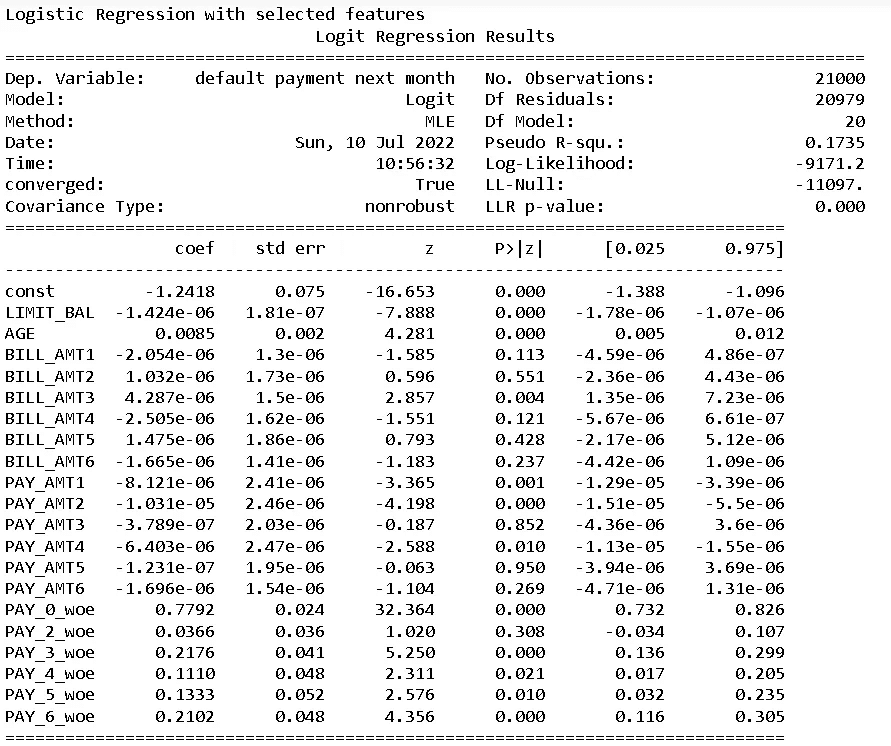 Logistic Regression with selected features
Logit Regression Results
==============================================================================
Dep. Variable: default payment next month No. Observations: 21000
Model: Logit Df Residuals: 20979
Method: MLE Df Model: 20
Date: Sun, 10 Jul 2022 Pseudo R-squ.: 0.1735
Time: 10:56:32 Log-Likelihood: -9171.2
converged: True LL-Null: -11097.
Covariance Type: nonrobust LLR p-value: 0.000
==============================================================================
coef std err z P>|z| [0.025 0.975]
------------------------------------------------------------------------------
const -1.2418 0.075 -16.653 0.000 -1.388 -1.096
LIMIT_BAL -1.424e-06 1.81e-07 -7.888 0.000 -1.78e-06 -1.07e-06
AGE 0.0085 0.002 4.281 0.000 0.005 0.012
BILL_AMT1 -2.054e-06 1.3e-06 -1.585 0.113 -4.59e-06 4.86e-07
BILL_AMT2 1.032e-06 1.73e-06 0.596 0.551 -2.36e-06 4.43e-06
BILL_AMT3 4.287e-06 1.5e-06 2.857 0.004 1.35e-06 7.23e-06
BILL_AMT4 -2.505e-06 1.62e-06 -1.551 0.121 -5.67e-06 6.61e-07
BILL_AMT5 1.475e-06 1.86e-06 0.793 0.428 -2.17e-06 5.12e-06
BILL_AMT6 -1.665e-06 1.41e-06 -1.183 0.237 -4.42e-06 1.09e-06
PAY_AMT1 -8.121e-06 2.41e-06 -3.365 0.001 -1.29e-05 -3.39e-06
PAY_AMT2 -1.031e-05 2.46e-06 -4.198 0.000 -1.51e-05 -5.5e-06
PAY_AMT3 -3.789e-07 2.03e-06 -0.187 0.852 -4.36e-06 3.6e-06
PAY_AMT4 -6.403e-06 2.47e-06 -2.588 0.010 -1.13e-05 -1.55e-06
PAY_AMT5 -1.231e-07 1.95e-06 -0.063 0.950 -3.94e-06 3.69e-06
PAY_AMT6 -1.696e-06 1.54e-06 -1.104 0.269 -4.71e-06 1.31e-06
PAY_0_woe 0.7792 0.024 32.364 0.000 0.732 0.826
PAY_2_woe 0.0366 0.036 1.020 0.308 -0.034 0.107
PAY_3_woe 0.2176 0.041 5.250 0.000 0.136 0.299
PAY_4_woe 0.1110 0.048 2.311 0.021 0.017 0.205
PAY_5_woe 0.1333 0.052 2.576 0.010 0.032 0.235
PAY_6_woe 0.2102 0.048 4.356 0.000 0.116 0.305
==============================================================================